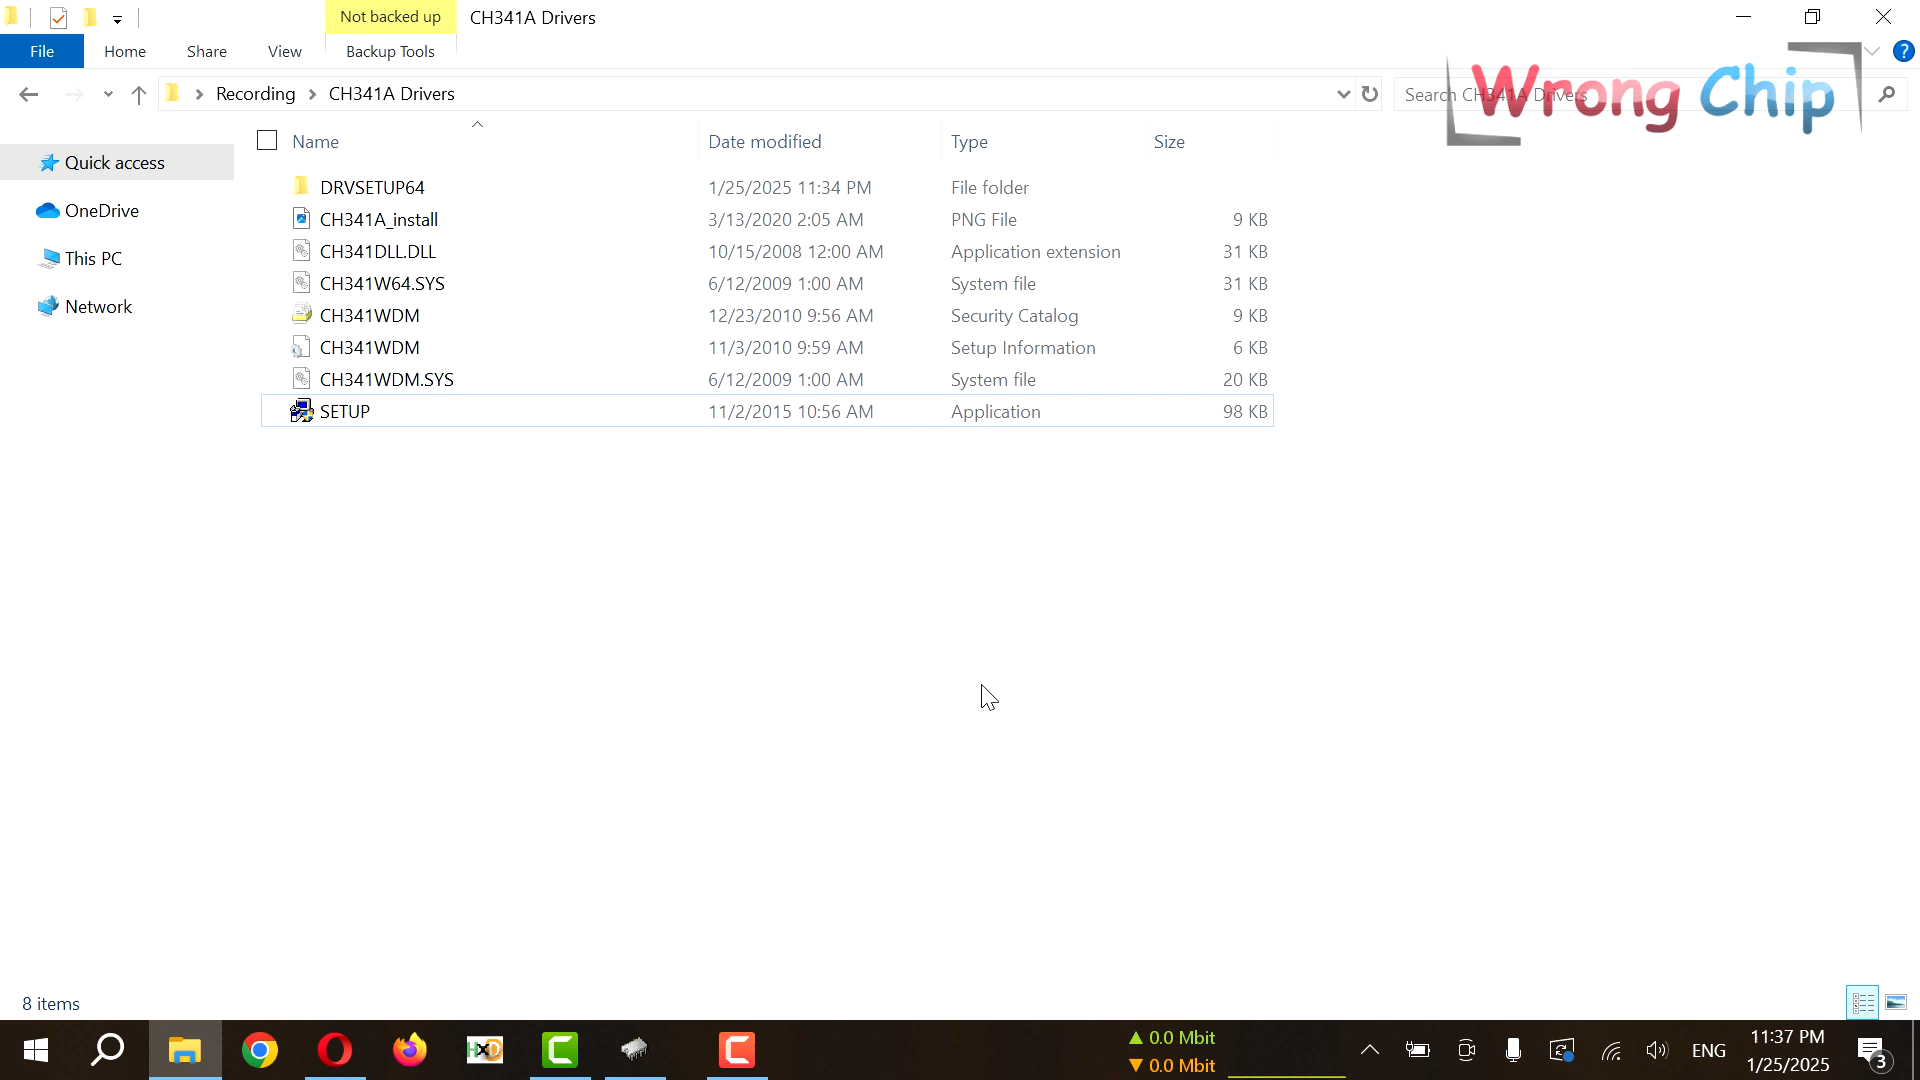 Not backed up CH341A Drivers
File Home Share View Backup Tools
Recording CH341A Drivers Search CH341A Drivers
Wrong Chip
Name Date modified Type Size
Quick access
OneDrive
This PC
Network
DRVSETUP64 1/25/2025 11:34 PM File folder
CH341A_install 3/13/2020 2:05 AM PNG File 9 KB
CH341DLL.DLL 10/15/2008 12:00 AM Application extension 31 KB
CH341W64.SYS 6/12/2009 1:00 AM System file 31 KB
CH341WDM 12/23/2010 9:56 AM Security Catalog 9 KB
CH341WDM 11/3/2010 9:59 AM Setup Information 6 KB
CH341WDM.SYS 6/12/2009 1:00 AM System file 20 KB
SETUP 11/2/2015 10:56 AM Application 98 KB
8 items
HxD
0.0 Mbit
0.0 Mbit
ENG
11:37 PM
1/25/2025
3